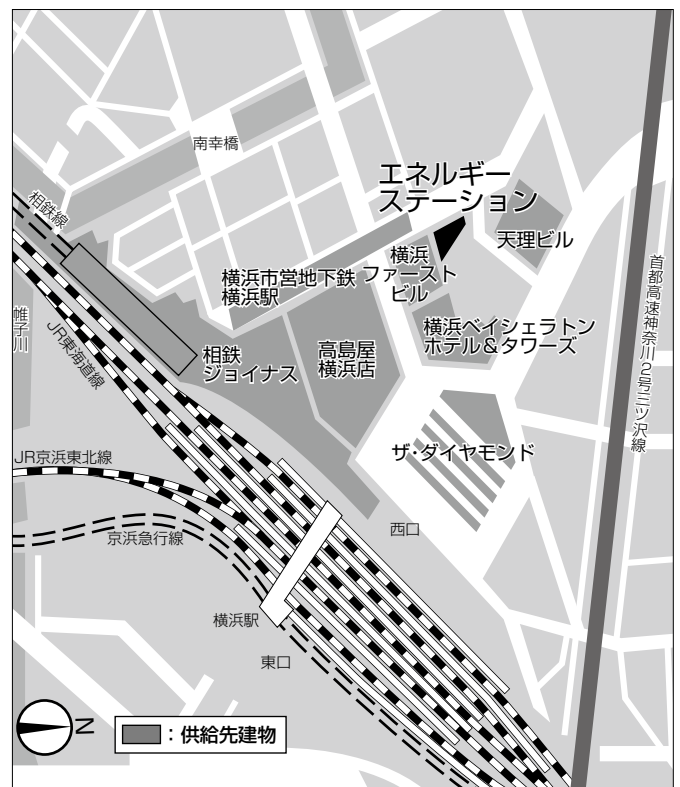 南幸橋
エネルギー
ステーション
相鉄線
天理ビル
横浜
ファースト
ビル
横浜市営地下鉄
横浜駅
首都高速神奈川2号三ツ沢線
帷子川
JR東海道線
横浜ベイシェラトン
ホテル&タワーズ
相鉄
ジョイナス
高島屋
横浜店
ザ・ダイヤモンド
JR京浜東北線
西口
京浜急行線
横浜駅
東口
N
：供給先建物